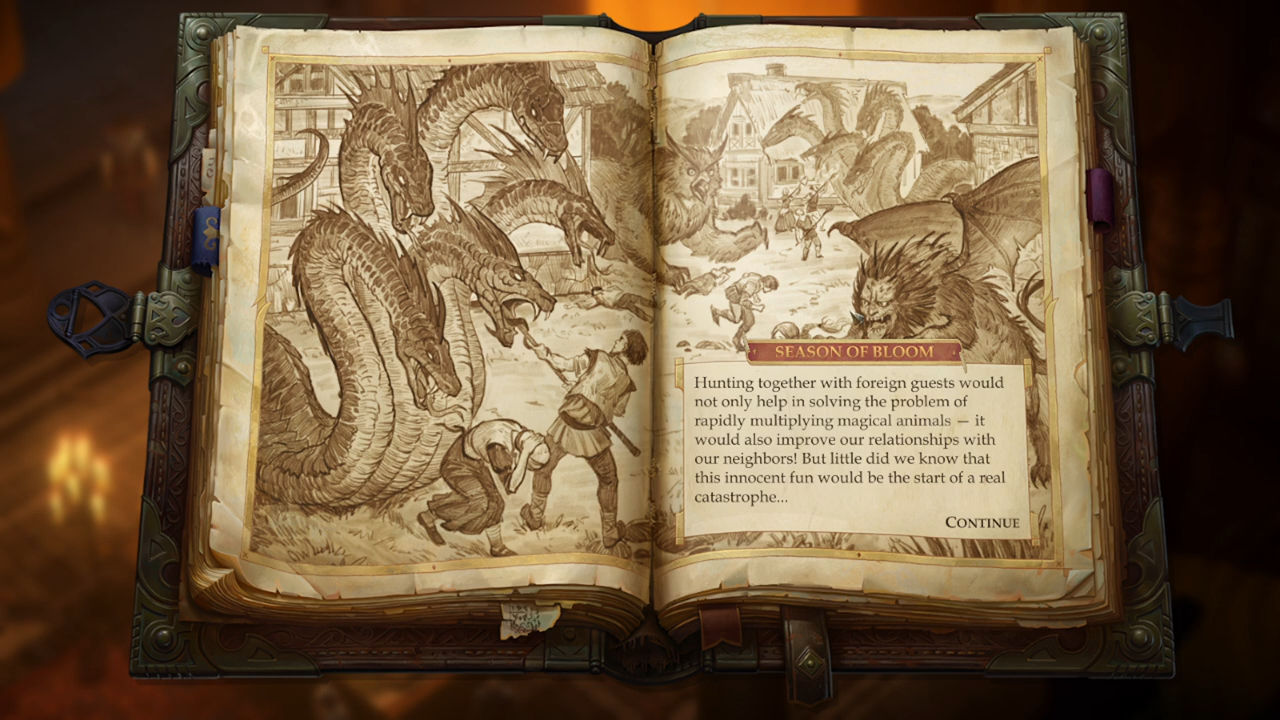 SEASON OF BLOOM
Hunting together with foreign guests would
not only help in solving the problem of
rapidly multiplying magical animals — it
would also improve our relationships with
our neighbors! But little did we know that
this innocent fun would be the start of a real
catastrophe...
CONTINUE